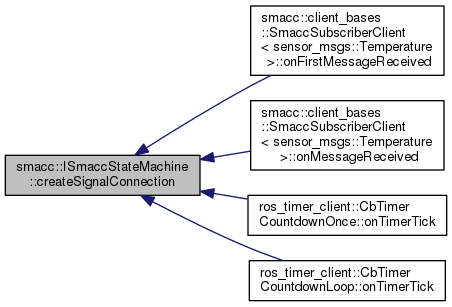 smacc::client_bases
::SmaccSubscriberClient
< sensor_msgs::Temperature
>::onFirstMessageReceived
smacc::client_bases
::SmaccSubscriberClient
< sensor_msgs::Temperature
>::onMessageReceived
smacc::ISmaccStateMachine
::createSignalConnection
ros_timer_client::CbTimer
CountdownOnce::onTimerTick
ros_timer_client::CbTimer
CountdownLoop::onTimerTick